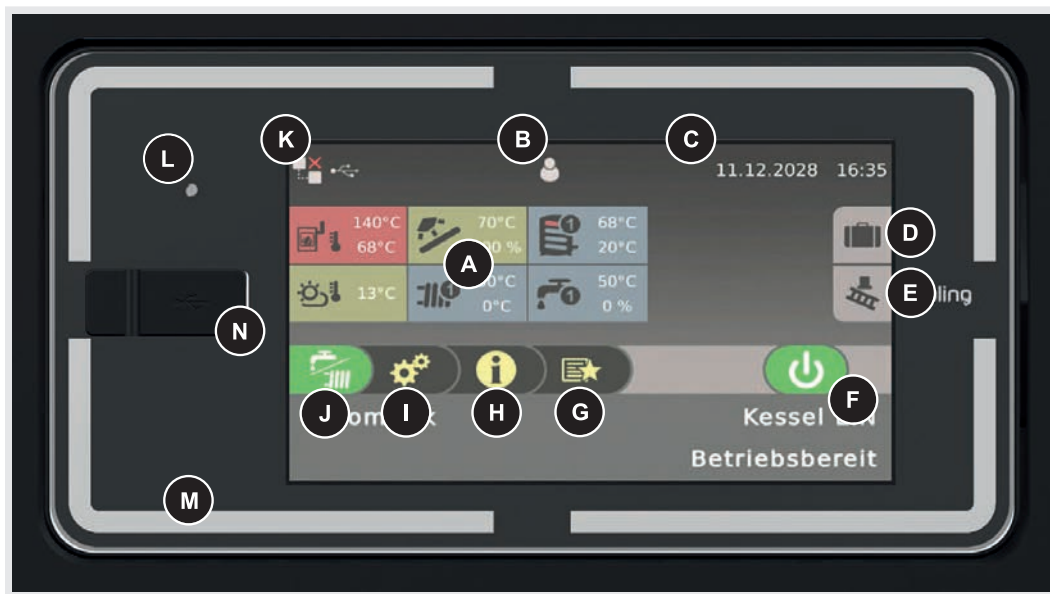 K B C
L
11.12.2028 16:35
140°C 70°C 68°C
68°C % 20°C
A D
13°C 50°C
0°C 0 %
E
N
J I H G F
Kessel
Betriebsbereit
M